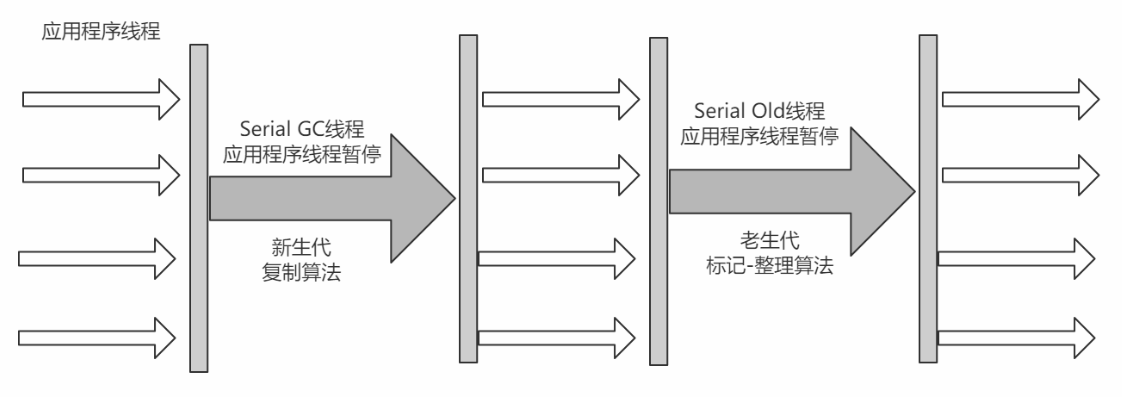 应用程序线程
Serial GC线程
应用程序线程暂停
新生代
复制算法
Serial Old线程
应用程序线程暂停
老生代
标记-整理算法